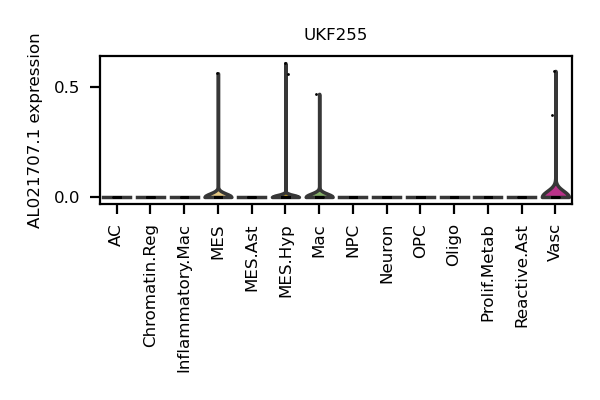 UKF255
AL021707.1 expression
0.5
0.0
AC
Chromatin.Reg
Inflammatory.Mac
MES
MES.Ast
MES.Hyp
Mac
NPC
Neuron
OPC
Oligo
Prolif.Metab
Reactive.Ast
Vasc